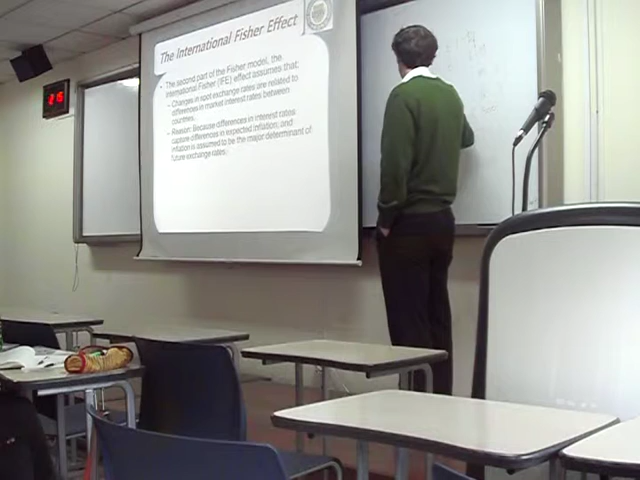 The International Fisher Effect
• The second part of the Fisher model, the
International Fisher (IFE) effect assumes that:
– Changes in spot exchange rates are related to
differences in market interest rates between
countries.
– Reason: Because differences in interest rates
capture differences in expected inflation; and
inflation is assumed to be the major determinant of
future exchange rates.